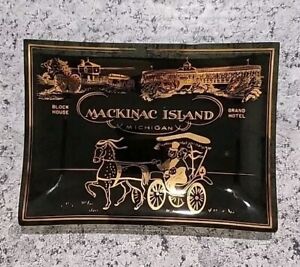 BLOCK
HOUSE
GRAND
HOTEL
MACKINAC ISLAND
MICHIGAN